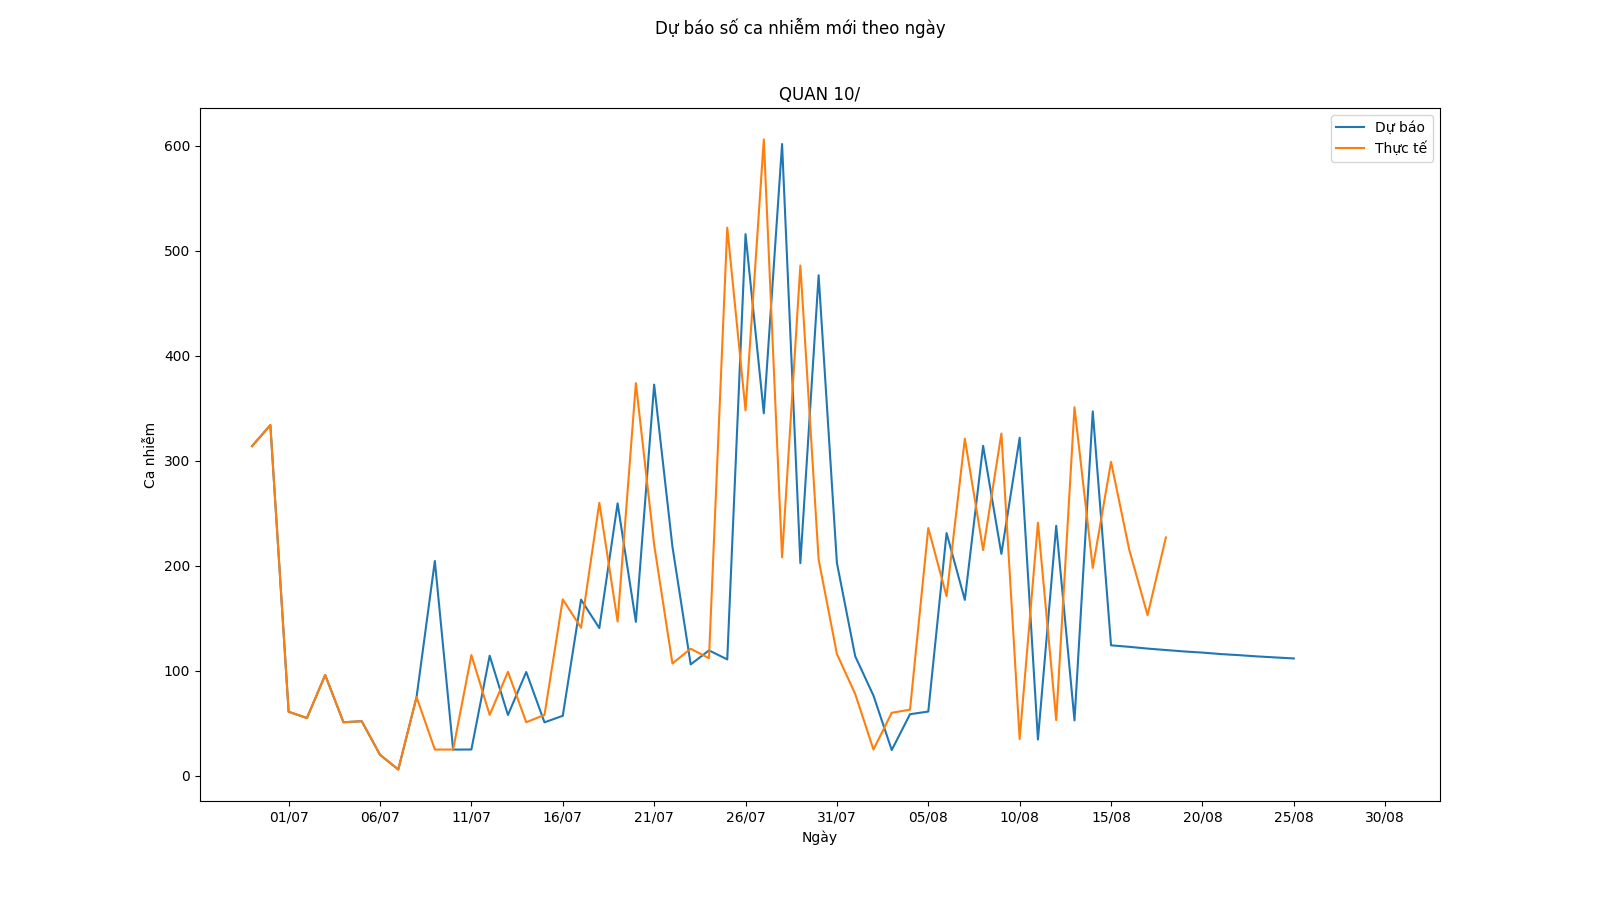 Dự báo số ca nhiễm mới theo ngày
QUAN 10/
Dự báo
Thực tế
600
500
400
300
200
100
0
Ca nhiễm
01/07 06/07 11/07 16/07 21/07 26/07 31/07 05/08 10/08 15/08 20/08 25/08 30/08
Ngày